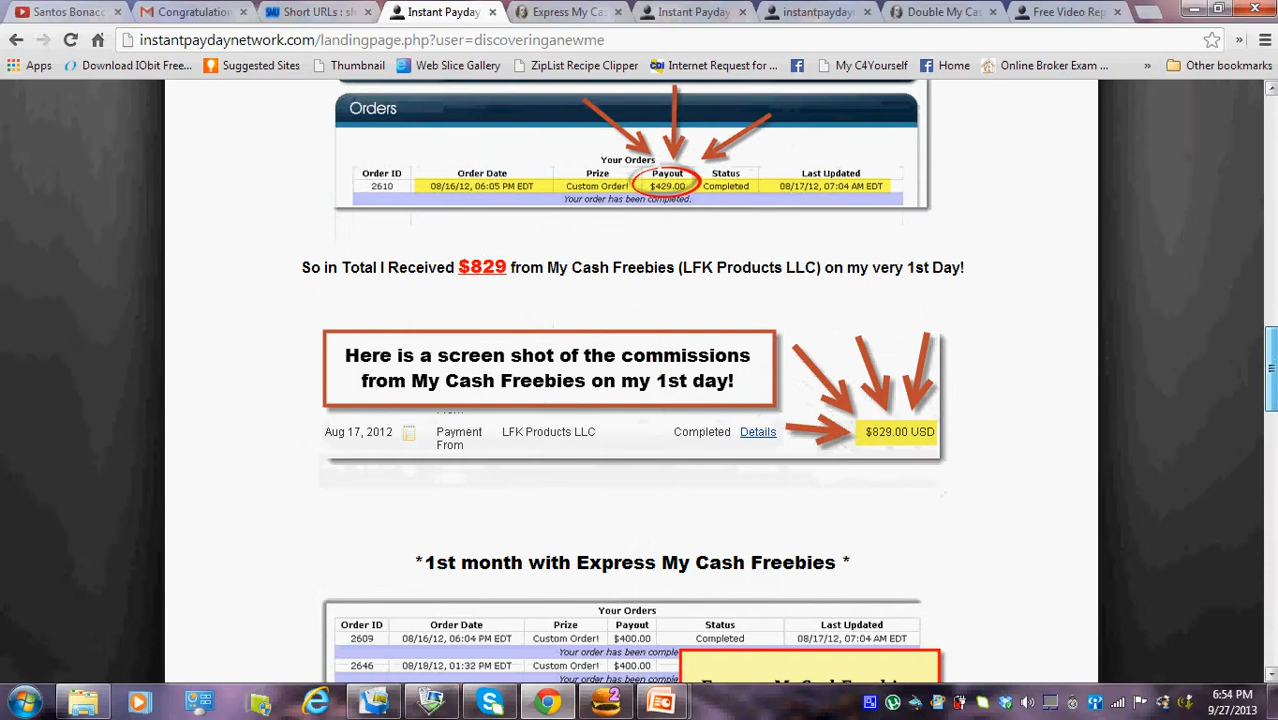 Santos Bonacc
Congratulation
Short URLs : sh
Instant Payday
Express My Cas
Instant Payday
instantpayday
Double My Cas
Free Video Rep
instantpaydaynetwork.com/landingpage.php?user=discoveringanewme
Apps Download IObit Free... Suggested Sites Thumbnail Web Slice Gallery ZipList Recipe Clipper Internet Request for ... My C4Yourself Home Online Broker Exam ... » Other bookmarks
Orders
Your Orders
Order ID Order Date Prize Payout Status Last Updated
2610 08/16/12, 06:05 PM EDT Custom Order! $429.00 Completed 08/17/12, 07:04 AM EDT
Your order has been completed.
So in Total I Received $829 from My Cash Freebies (LFK Products LLC) on my very 1st Day!
Here is a screen shot of the commissions
from My Cash Freebies on my 1st day!
Aug 17, 2012 Payment From LFK Products LLC Completed Details $829.00 USD
*1st month with Express My Cash Freebies *
Your Orders
Order ID Order Date Prize Payout Status Last Updated
2609 08/16/12, 06:04 PM EDT Custom Order! $400.00 Completed 08/17/12, 07:04 AM EDT
Your order has been comple
2646 08/18/12, 01:32 PM EDT Custom Order! $400.00
Your order has been comple
6:54 PM
9/27/2013